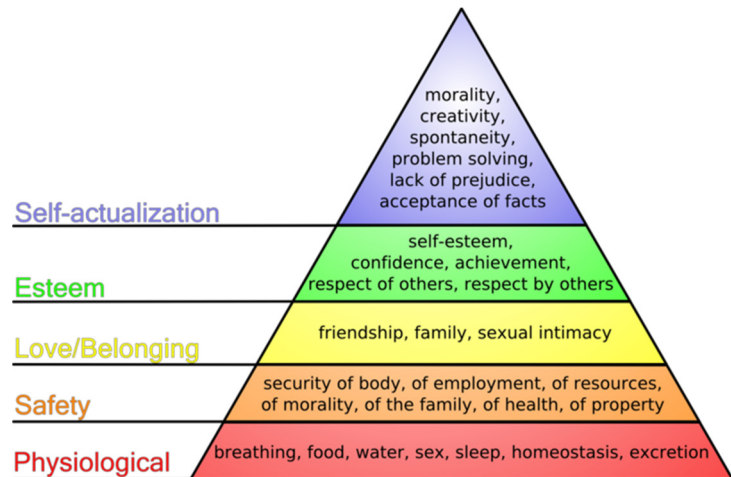 morality,
creativity,
spontaneity,
problem solving,
lack of prejudice,
acceptance of facts
Self-actualization
self-esteem,
confidence, achievement,
respect of others, respect by others
Esteem
friendship, family, sexual intimacy
Love/Belonging
security of body, of employment, of resources,
of morality, of the family, of health, of property
Safety
breathing, food, water, sex, sleep, homeostasis, excretion
Physiological